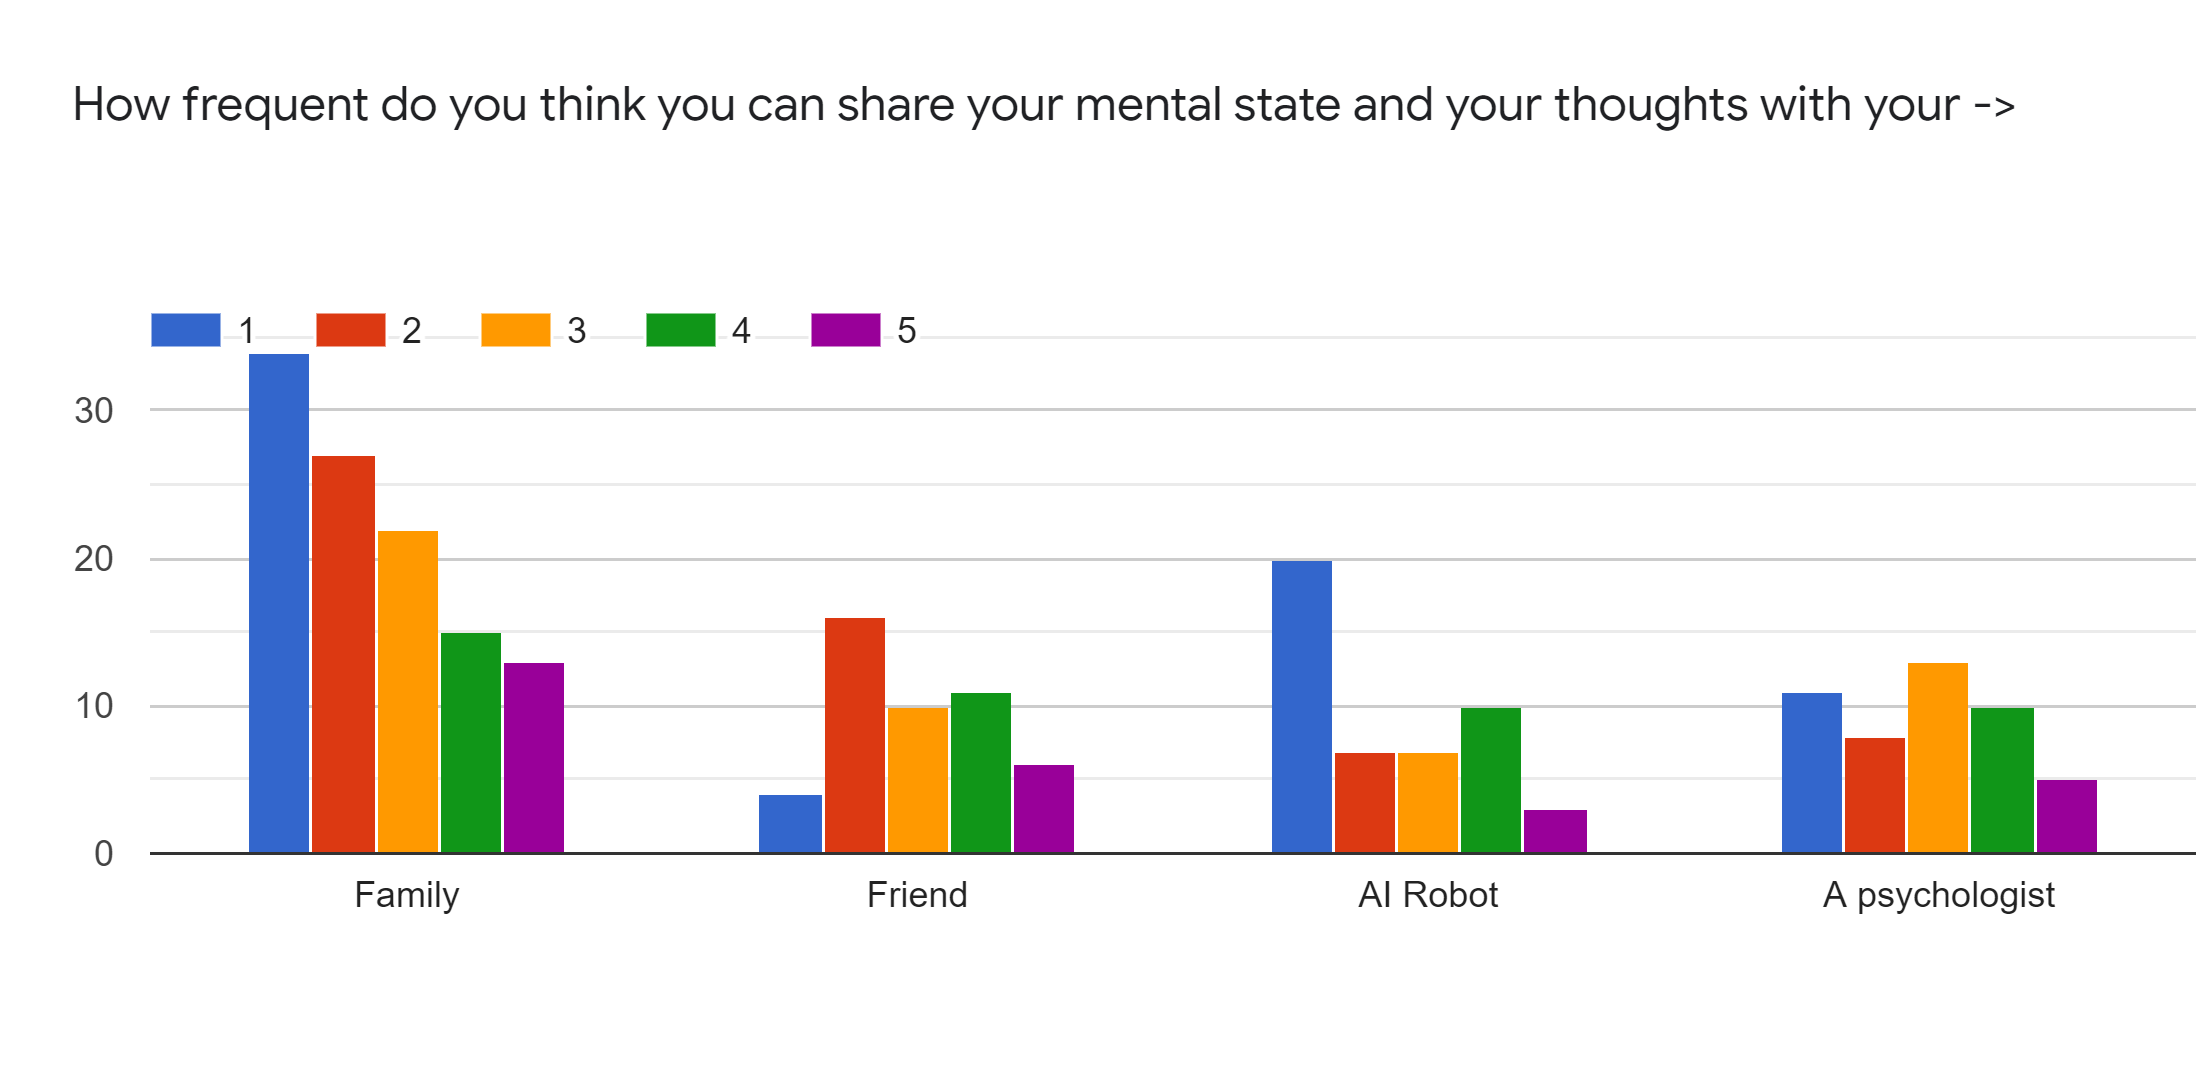 How frequent do you think you can share your mental state and your thoughts with your ->
1 2 3 4 5
30
20
10
0
Family Friend AI Robot A psychologist